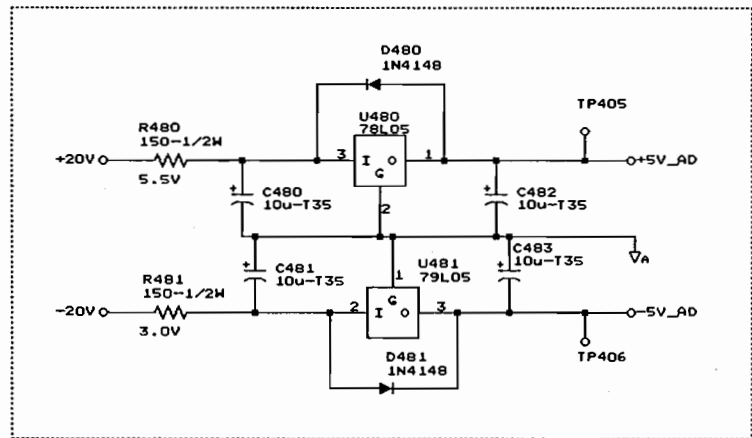 D480
1N4148
TP405
R480
150-1/2W
+20V
5.5V
U480
78L05
3
I
O
G
1
2
+5V_AD
+
C480
10u-T35
+
C482
10u-T35
+
C481
10u-T35
1
U481
79L05
+
C483
10u-T35
A
R481
150-1/2W
-20V
3.0V
2
I
G
O
3
-5V_AD
D481
1N4148
TP406